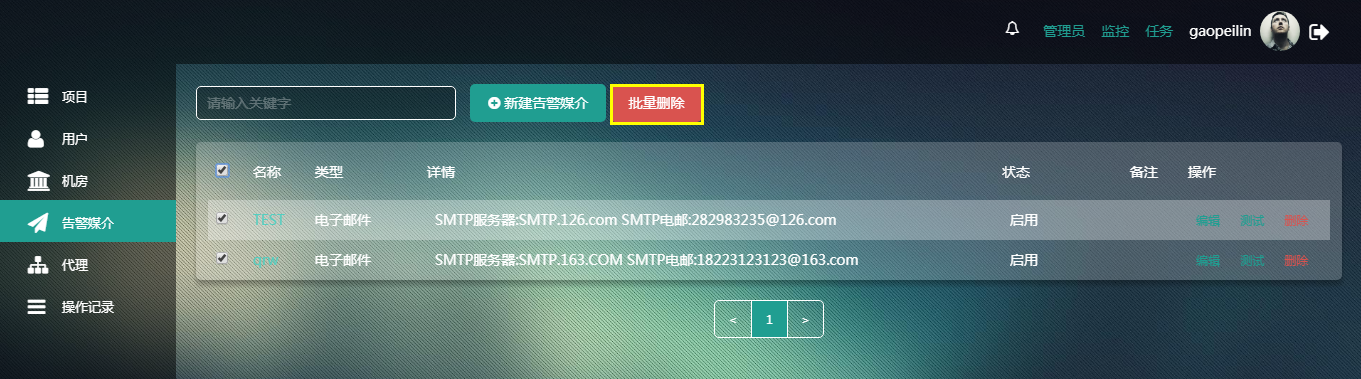 管理员 监控 任务 gaopeilin
项目
用户
机房
告警媒介
代理
操作记录
请输入关键字 新建告警媒介 批量删除
名称 类型 详情 状态 备注 操作
TEST 电子邮件 SMTP服务器:SMTP.126.com SMTP电邮:282983235@126.com 启用 编辑 测试 删除
qrw 电子邮件 SMTP服务器:SMTP.163.COM SMTP电邮:18223123123@163.com 启用 编辑 测试 删除
< 1 >